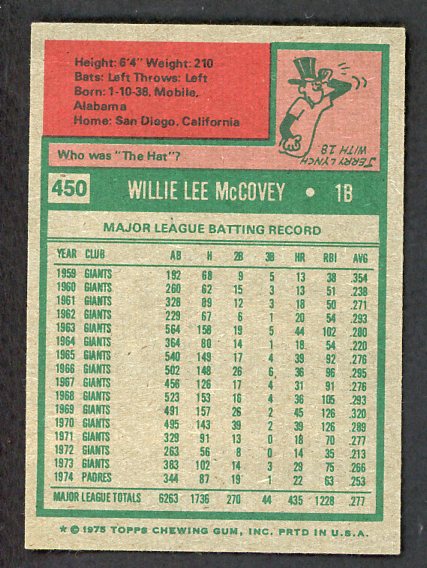 Height: 6'4" Weight: 210
Bats: Left Throws: Left
Born: 1-10-38, Mobile,
Alabama
Home: San Diego, California
Who was "The Hat"?
JERRY LYNCH
WITH 18
450 WILLIE LEE McCOVEY • 1B
MAJOR LEAGUE BATTING RECORD
YEAR CLUB AB H 2B 3B HR RBI AVG
1959 GIANTS 192 68 9 5 13 38 .354
1960 GIANTS 260 62 15 3 13 51 .238
1961 GIANTS 328 89 12 3 18 50 .271
1962 GIANTS 229 67 6 1 20 54 .293
1963 GIANTS 564 158 19 5 44 102 .280
1964 GIANTS 364 80 14 1 18 54 .220
1965 GIANTS 540 149 17 4 39 92 .276
1966 GIANTS 502 148 26 6 36 96 .295
1967 GIANTS 456 126 17 4 31 91 .276
1968 GIANTS 523 153 16 4 36 105 .293
1969 GIANTS 491 157 26 2 45 126 .320
1970 GIANTS 495 143 39 2 39 126 .289
1971 GIANTS 329 91 13 0 18 70 .277
1972 GIANTS 263 56 8 0 14 35 .213
1973 GIANTS 383 102 14 3 29 75 .266
1974 PADRES 344 87 19 1 22 63 .253
MAJOR LEAGUE TOTALS 6263 1736 270 44 435 1228 .277
* © 1975 TOPPS CHEWING GUM, INC. PRTD IN U.S.A.